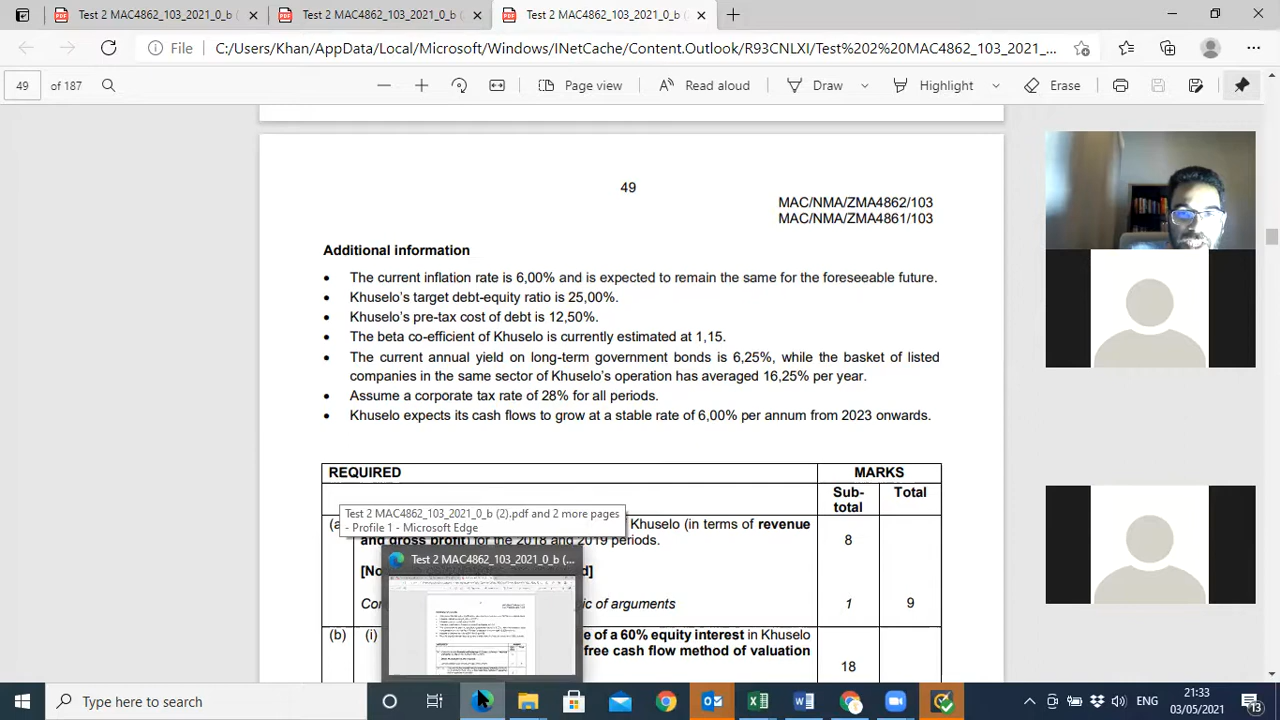 Test 2 MAC4862_103_2021_0_b (
Test 2 MAC4862_103_2021_0_b (
Test 2 MAC4862_103_2021_0_b (
File
C:/Users/Khan/AppData/Local/Microsoft/Windows/INetCache/Content.Outlook/R93CNLXI/Test%202%20MAC4862_103_2021_...
49 of 187
Page view
Read aloud
Draw
Highlight
Erase
49
MAC/NMA/ZMA4862/103
MAC/NMA/ZMA4861/103
Additional information
• The current inflation rate is 6,00% and is expected to remain the same for the foreseeable future.
• Khuselo's target debt-equity ratio is 25,00%.
• Khuselo's pre-tax cost of debt is 12,50%.
• The beta co-efficient of Khuselo is currently estimated at 1,15.
• The current annual yield on long-term government bonds is 6,25%, while the basket of listed
companies in the same sector of Khuselo's operation has averaged 16,25% per year.
• Assume a corporate tax rate of 28% for all periods.
• Khuselo expects its cash flows to grow at a stable rate of 6,00% per annum from 2023 onwards.
REQUIRED MARKS
Sub-
total
Total
Test 2 MAC4862_103_2021_0_b (2).pdf and 2 more pages
- Profile 1 - Microsoft Edge
(a Khuselo (in terms of revenue
and gross profit) for the 2018 and 2019 periods. 8
Test 2 MAC4862_103_2021_0_b (...
[No d]
Con ic of arguments 1 9
(b) (i) e of a 60% equity interest in Khuselo
free cash flow method of valuation
18
Type here to search
ENG
21:33
03/05/2021
13